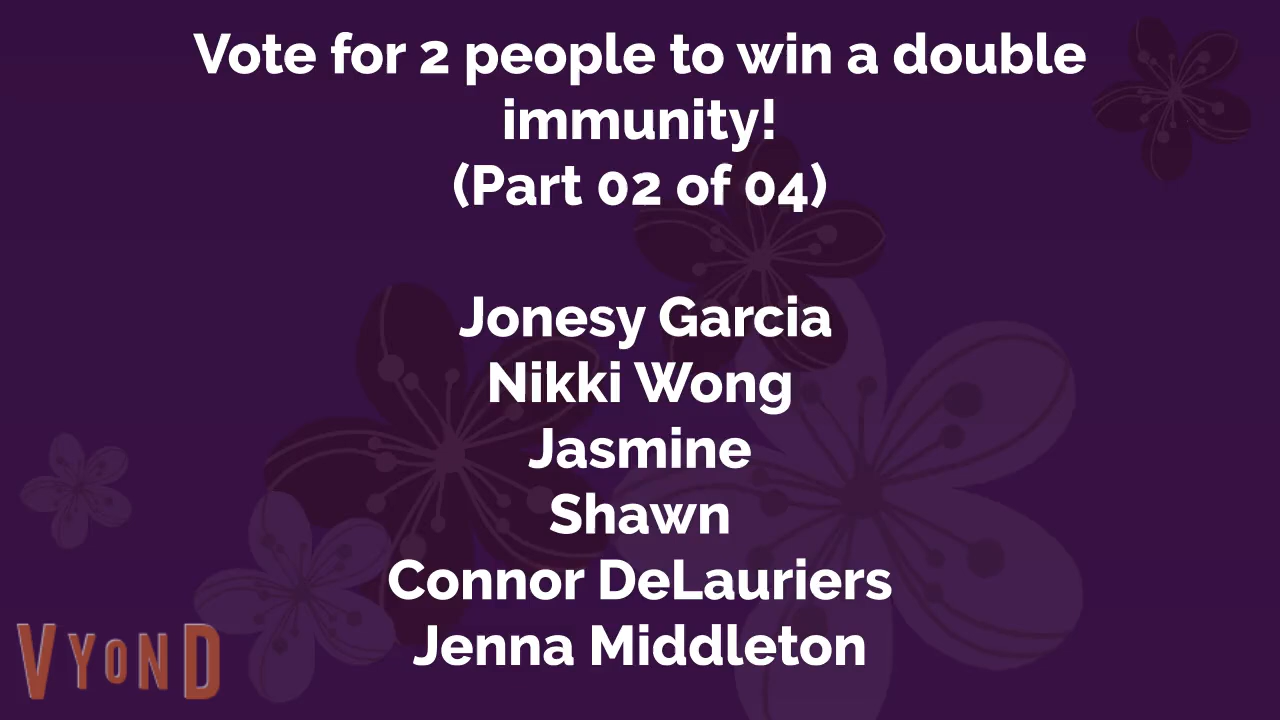 Vote for 2 people to win a double
immunity!
(Part 02 of 04)
Jonesy Garcia
Nikki Wong
Jasmine
Shawn
Connor DeLauriers
Jenna Middleton
VYOND